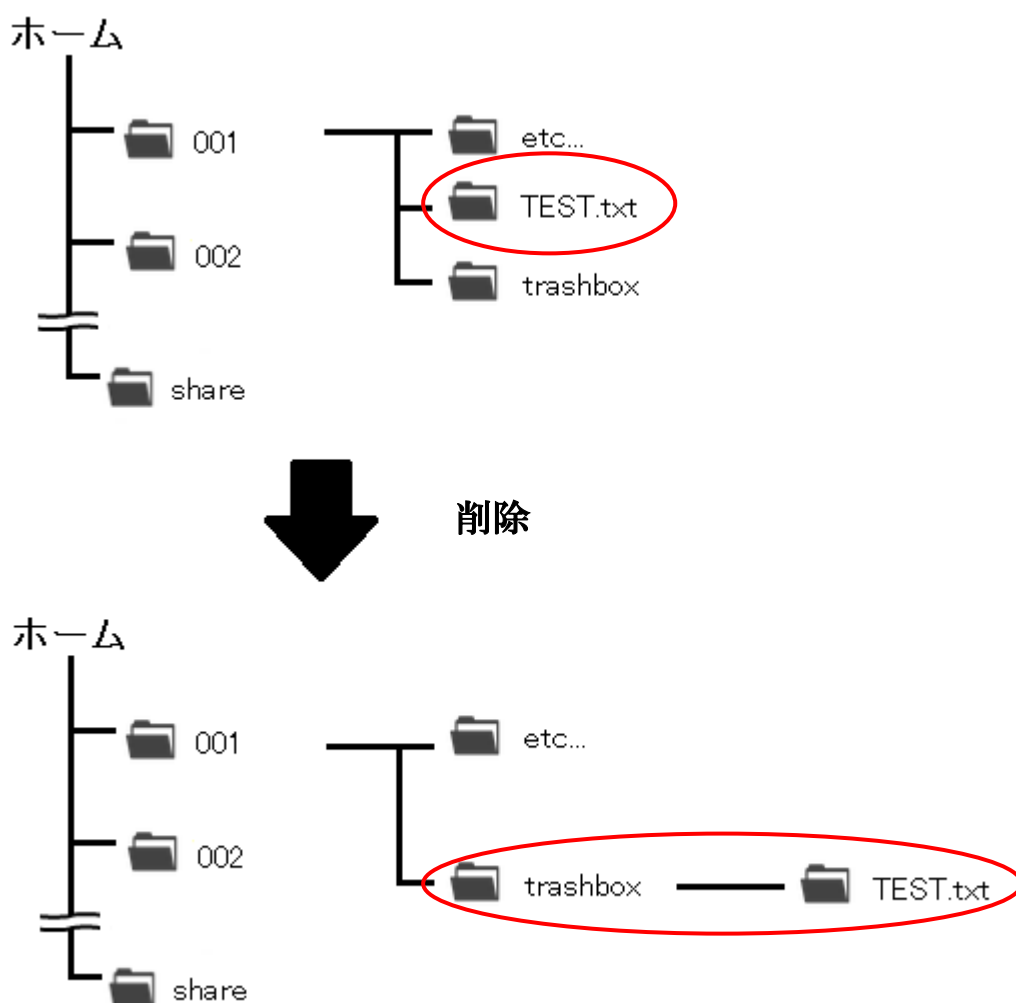 ホーム
001
etc...
TEST.txt
002
trashbox
share
削除
ホーム
001
etc...
002
trashbox
TEST.txt
share